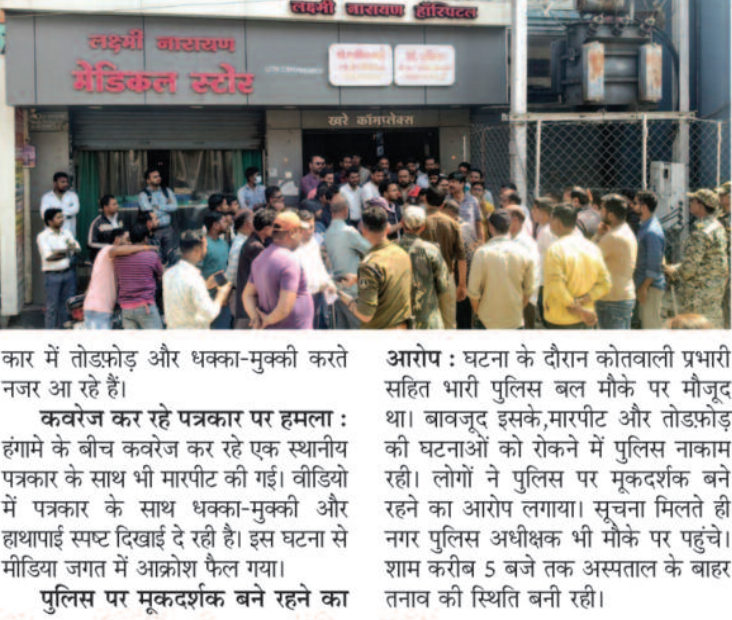 लक्ष्मी नारायण हॉस्पिटल
लक्ष्मी नारायण
मेडिकल स्टोर
खरे कॉम्प्लेक्स
कार में तोडफ़ोड़ और धक्का-मुक्की करते
नजर आ रहे हैं।
कवरेज कर रहे पत्रकार पर हमला :
हंगामे के बीच कवरेज कर रहे एक स्थानीय
पत्रकार के साथ भी मारपीट की गई। वीडियो
में पत्रकार के साथ धक्का-मुक्की और
हाथापाई स्पष्ट दिखाई दे रही है। इस घटना से
मीडिया जगत में आक्रोश फैल गया।
पुलिस पर मूकदर्शक बने रहने का
आरोप : घटना के दौरान कोतवाली प्रभारी
सहित भारी पुलिस बल मौके पर मौजूद
था। बावजूद इसके,मारपीट और तोडफ़ोड़
की घटनाओं को रोकने में पुलिस नाकाम
रही। लोगों ने पुलिस पर मूकदर्शक बने
रहने का आरोप लगाया। सूचना मिलते ही
नगर पुलिस अधीक्षक भी मौके पर पहुंचे।
शाम करीब 5 बजे तक अस्पताल के बाहर
तनाव की स्थिति बनी रही।